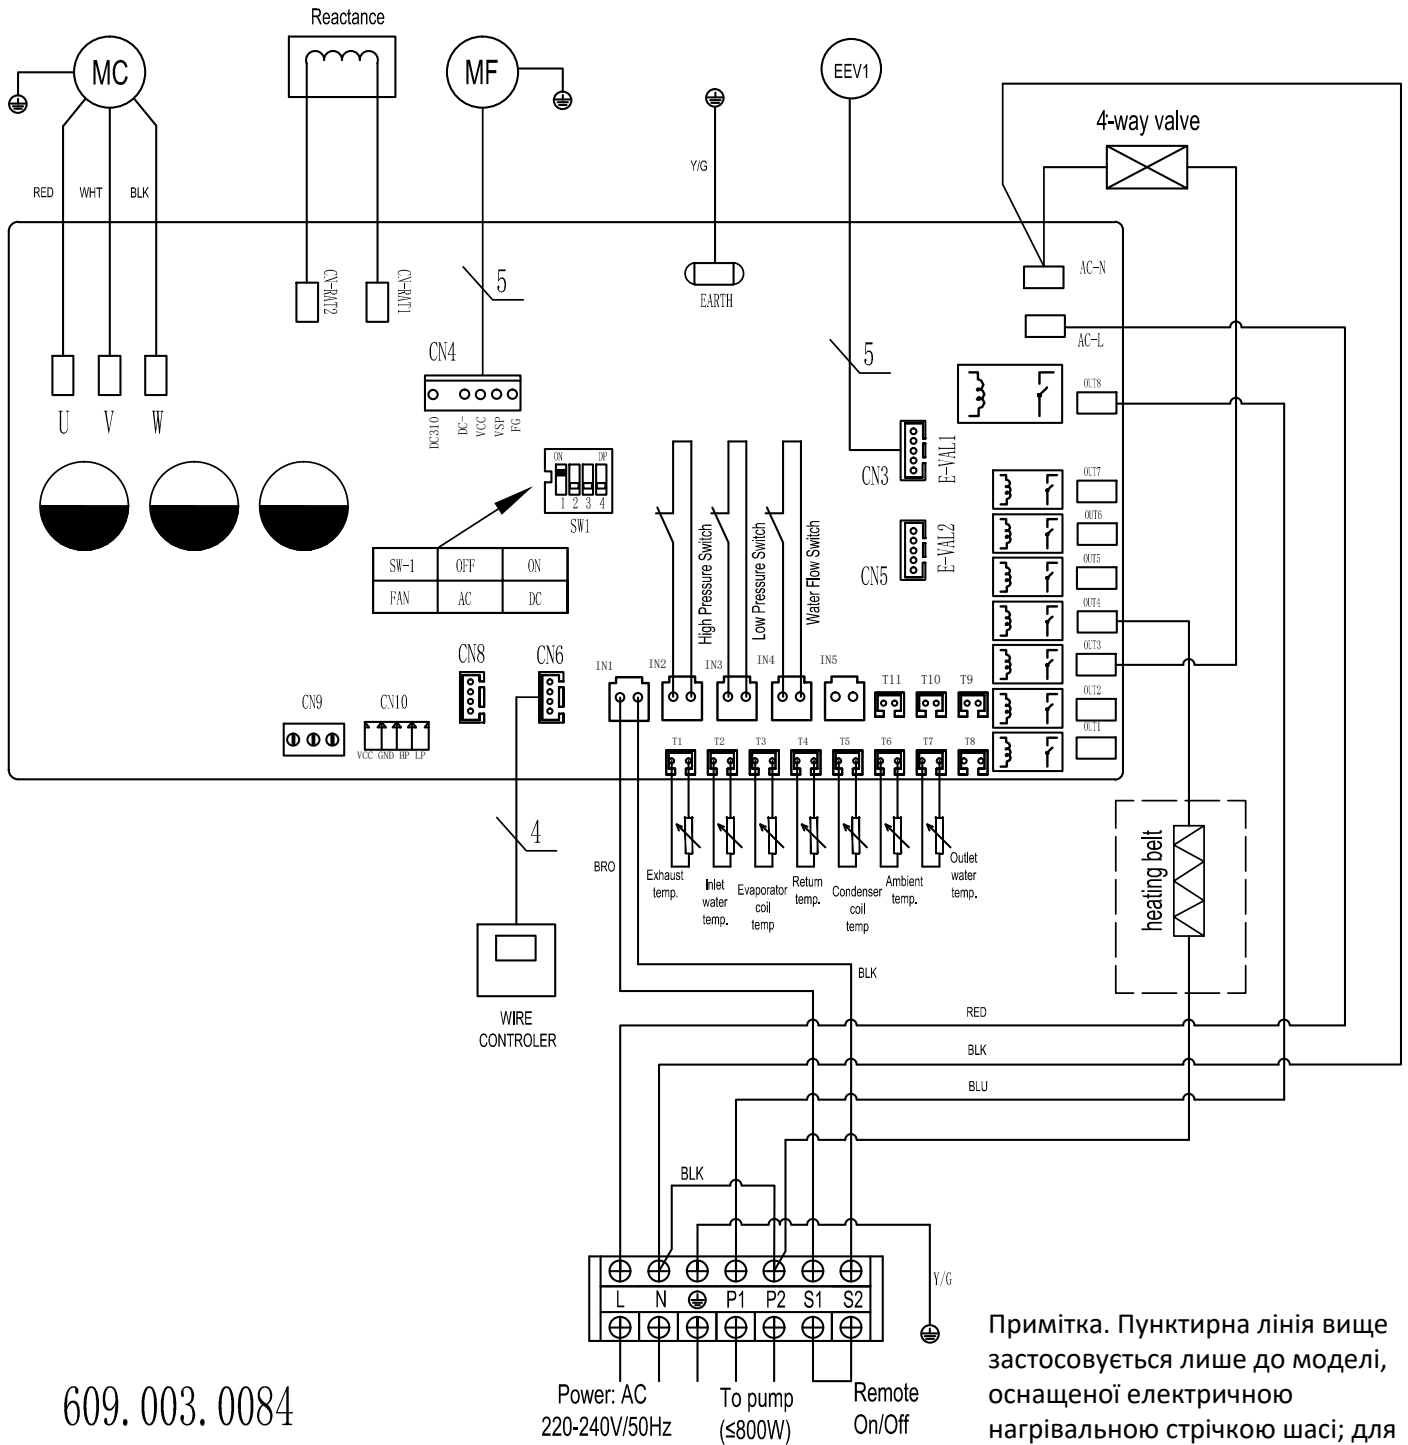 Reactance
MC
MF
EEV1
4-way valve
Y/G
RED
WHT
BLK
CN-RAT2
CN-RAT1
5
EARTH
AC-N
AC-L
5
CN4
U
V
W
DC310
DC-
VCC
VSP
FG
OUT8
ON
DP
1 2 3 4
SW1
CN3
E-VAL1
CN5
E-VAL2
OUT7
OUT6
OUT5
OUT4
OUT3
OUT2
OUT1
SW-1 OFF ON
FAN AC DC
High Pressure Switch
Low Pressure Switch
Water Flow Switch
CN8
CN6
IN1
IN2
IN3
IN4
IN5
T11
T10
T9
CN9
CN10
VCC GND HP LP
T1
T2
T3
T4
T5
T6
T7
T8
4
BRO
Exhaust
temp.
Inlet
water
temp.
Evaporator
coil
temp
Return
temp.
Condenser
coil
temp
Ambient
temp.
Outlet
water
temp.
heating belt
BLK
WIRE
CONTROLER
RED
BLK
BLU
BLK
Y/G
L N P1 P2 S1 S2
Power: AC
220-240V/50Hz
To pump
(≤800W)
Remote
On/Off
609.003.0084
Примітка. Пунктирна лінія вище
застосовується лише до моделі,
оснащеної електричною
нагрівальною стрічкою шасі; для